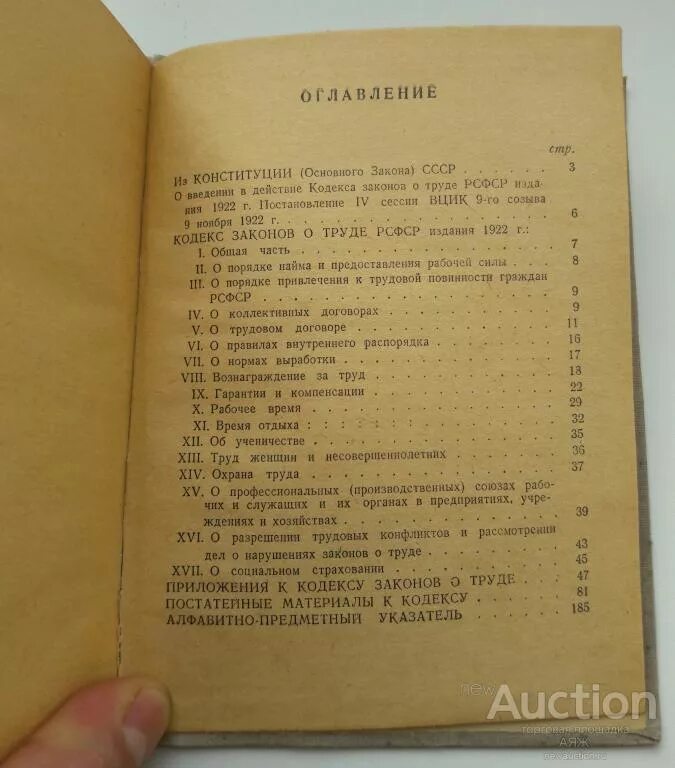 ОГЛАВЛЕНИЕ
стр.
Из КОНСТИТУЦИИ (Основного Закона) СССР . . . . . . 3
О введении в действие Кодекса законов о труде РСФСР изда-
ния 1922 г. Постановление IV сессии ВЦИК 9-го созыва
9 ноября 1922 г. . . . . . . . . . . . . . . . . 6
КОДЕКС ЗАКОНОВ О ТРУДЕ РСФСР издания 1922 г.:
I. Общая часть . . . . . . . . . . . . . . . 7
II. О порядке найма и предоставления рабочей силы . . . . 8
III. О порядке привлечения к трудовой повинности граждан
РСФСР . . . . . . . . . . . . . . . . . 9
IV. О коллективных договорах . . . . . . . . . . 9
V. О трудовом договоре . . . . . . . . . . . . 11
VI. О правилах внутреннего распорядка . . . . . . . 16
VII. О нормах выработки . . . . . . . . . . . . 17
VIII. Вознаграждение за труд . . . . . . . . . . . 18
IX. Гарантии и компенсации . . . . . . . . . . . 22
X. Рабочее время . . . . . . . . . . . . . . 29
XI. Время отдыха : . . : : : : : . . . . . . . 32
XII. Об ученичестве . . . . . . . . . . . . . . 35
XIII. Труд женщин и несовершеннолетних . . . . . . . 36
XIV. Охрана труда . . . . . . . . . . . . . . 37
XV. О профессиональных (производственных) союзах рабо-
чих и служащих и их органах в предприятиях, учре-
ждениях и хозяйствах . . . . . . . . . . . . 39
XVI. О разрешении трудовых конфликтов и рассмотрении
дел о нарушениях законов о труде . . . . . . . . 43
XVII. О социальном страховании . . . . . . . . . . 45
ПРИЛОЖЕНИЯ К КОДЕКСУ ЗАКОНОВ О ТРУДЕ . . . . 47
ПОСТАТЕЙНЫЕ МАТЕРИАЛЫ К КОДЕКСУ . . . . . . 81
АЛФАВИТНО-ПРЕДМЕТНЫЙ УКАЗАТЕЛЬ . . . . . . 185
new Auction
торговая площадка
АЯЖ
newauction.ru